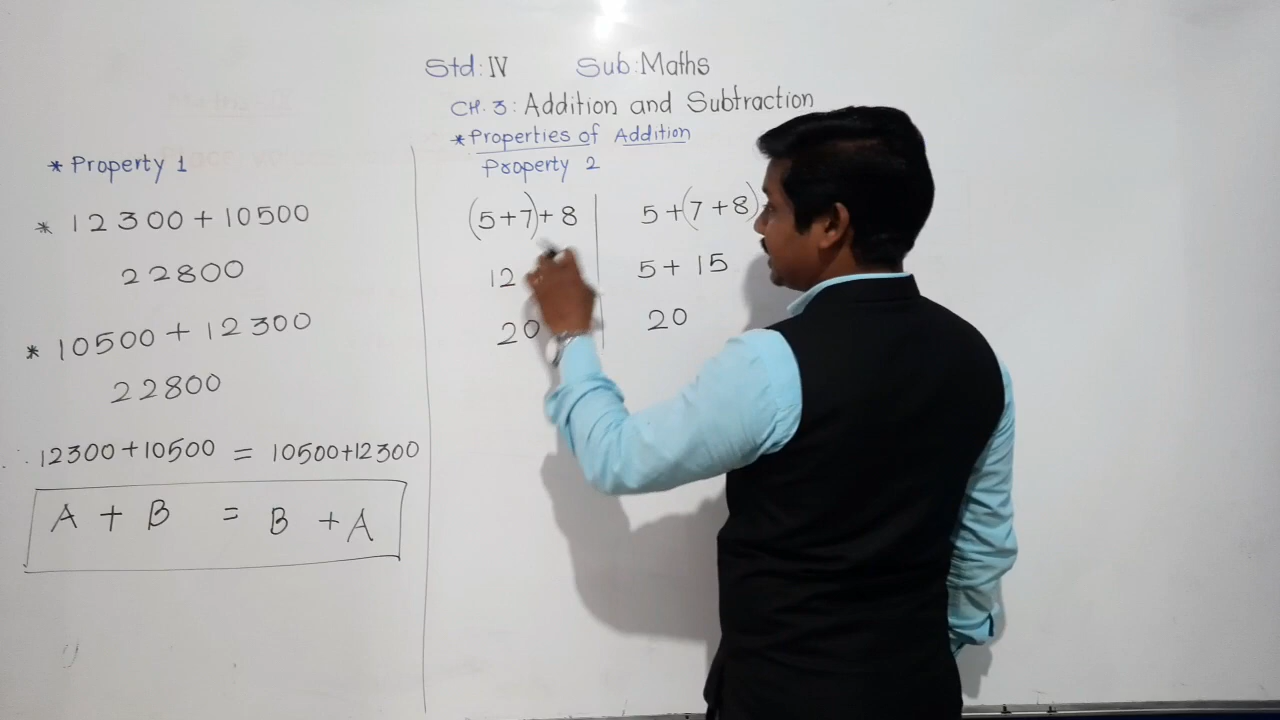 Std: IV Sub: Maths
CH. 3: Addition and Subtraction
* Properties of Addition
* Property 1
* 12300 + 10500
22800
* 10500 + 12300
22800
∴ 12300 + 10500 = 10500 + 12300
A + B = B + A
Property 2
(5+7)+8
12
20
5+(7+8)
5+ 15
20